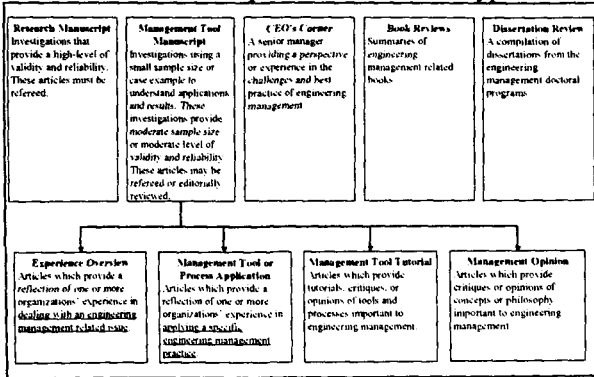 Research Manuscript
Investigations that
provide a high-level of
validity and reliability.
These articles must be
refereed.
Management Tool
Manuscript
Investigations using a
small sample size or
case example to
understand applications
and results. These
investigations provide
moderate sample size
or moderate level of
validity and reliability
These articles may be
refereed or editorially
reviewed.
CEO's Corner
A senior manager
providing a perspective
or experience in the
challenges and best
practice of engineering
management
Book Reviews
Summaries of
engineering
management related
books
Dissertation Review
A compilation of
dissertations from the
engineering
management doctoral
programs
Experience Overview
Articles which provide a
reflection of one or more
organizations' experience in
dealing with an engineering
management related issue
Management Tool or
Process Application
Articles which provide a
reflection of one or more
organizations' experience in
applying a specific
engineering management
practice
Management Tool Tutorial
Articles which provide
tutorials, critiques, or
opinions of tools and
processes important to
engineering management.
Management Opinion
Articles which provide
critiques or opinions of
concepts or philosophy
important to engineering
management